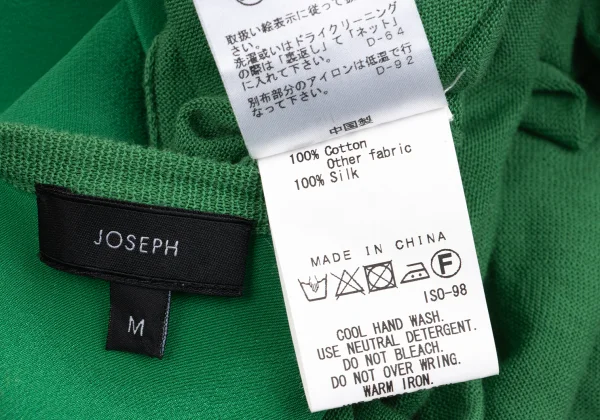 取扱い絵表示に従って
さい。
洗濯或いはドライクリーニング
の際は「裏返し」て「ネット」
に入れて下さい。 D-64
別布部分のアイロンは低温で行
なって下さい。 D-92
中国製
100% Cotton
Other fabric
100% Silk
JOSEPH
M
MADE IN CHINA
F
ISO-98
COOL HAND WASH.
USE NEUTRAL DETERGENT.
DO NOT BLEACH.
DO NOT OVER WRING.
WARM IRON.